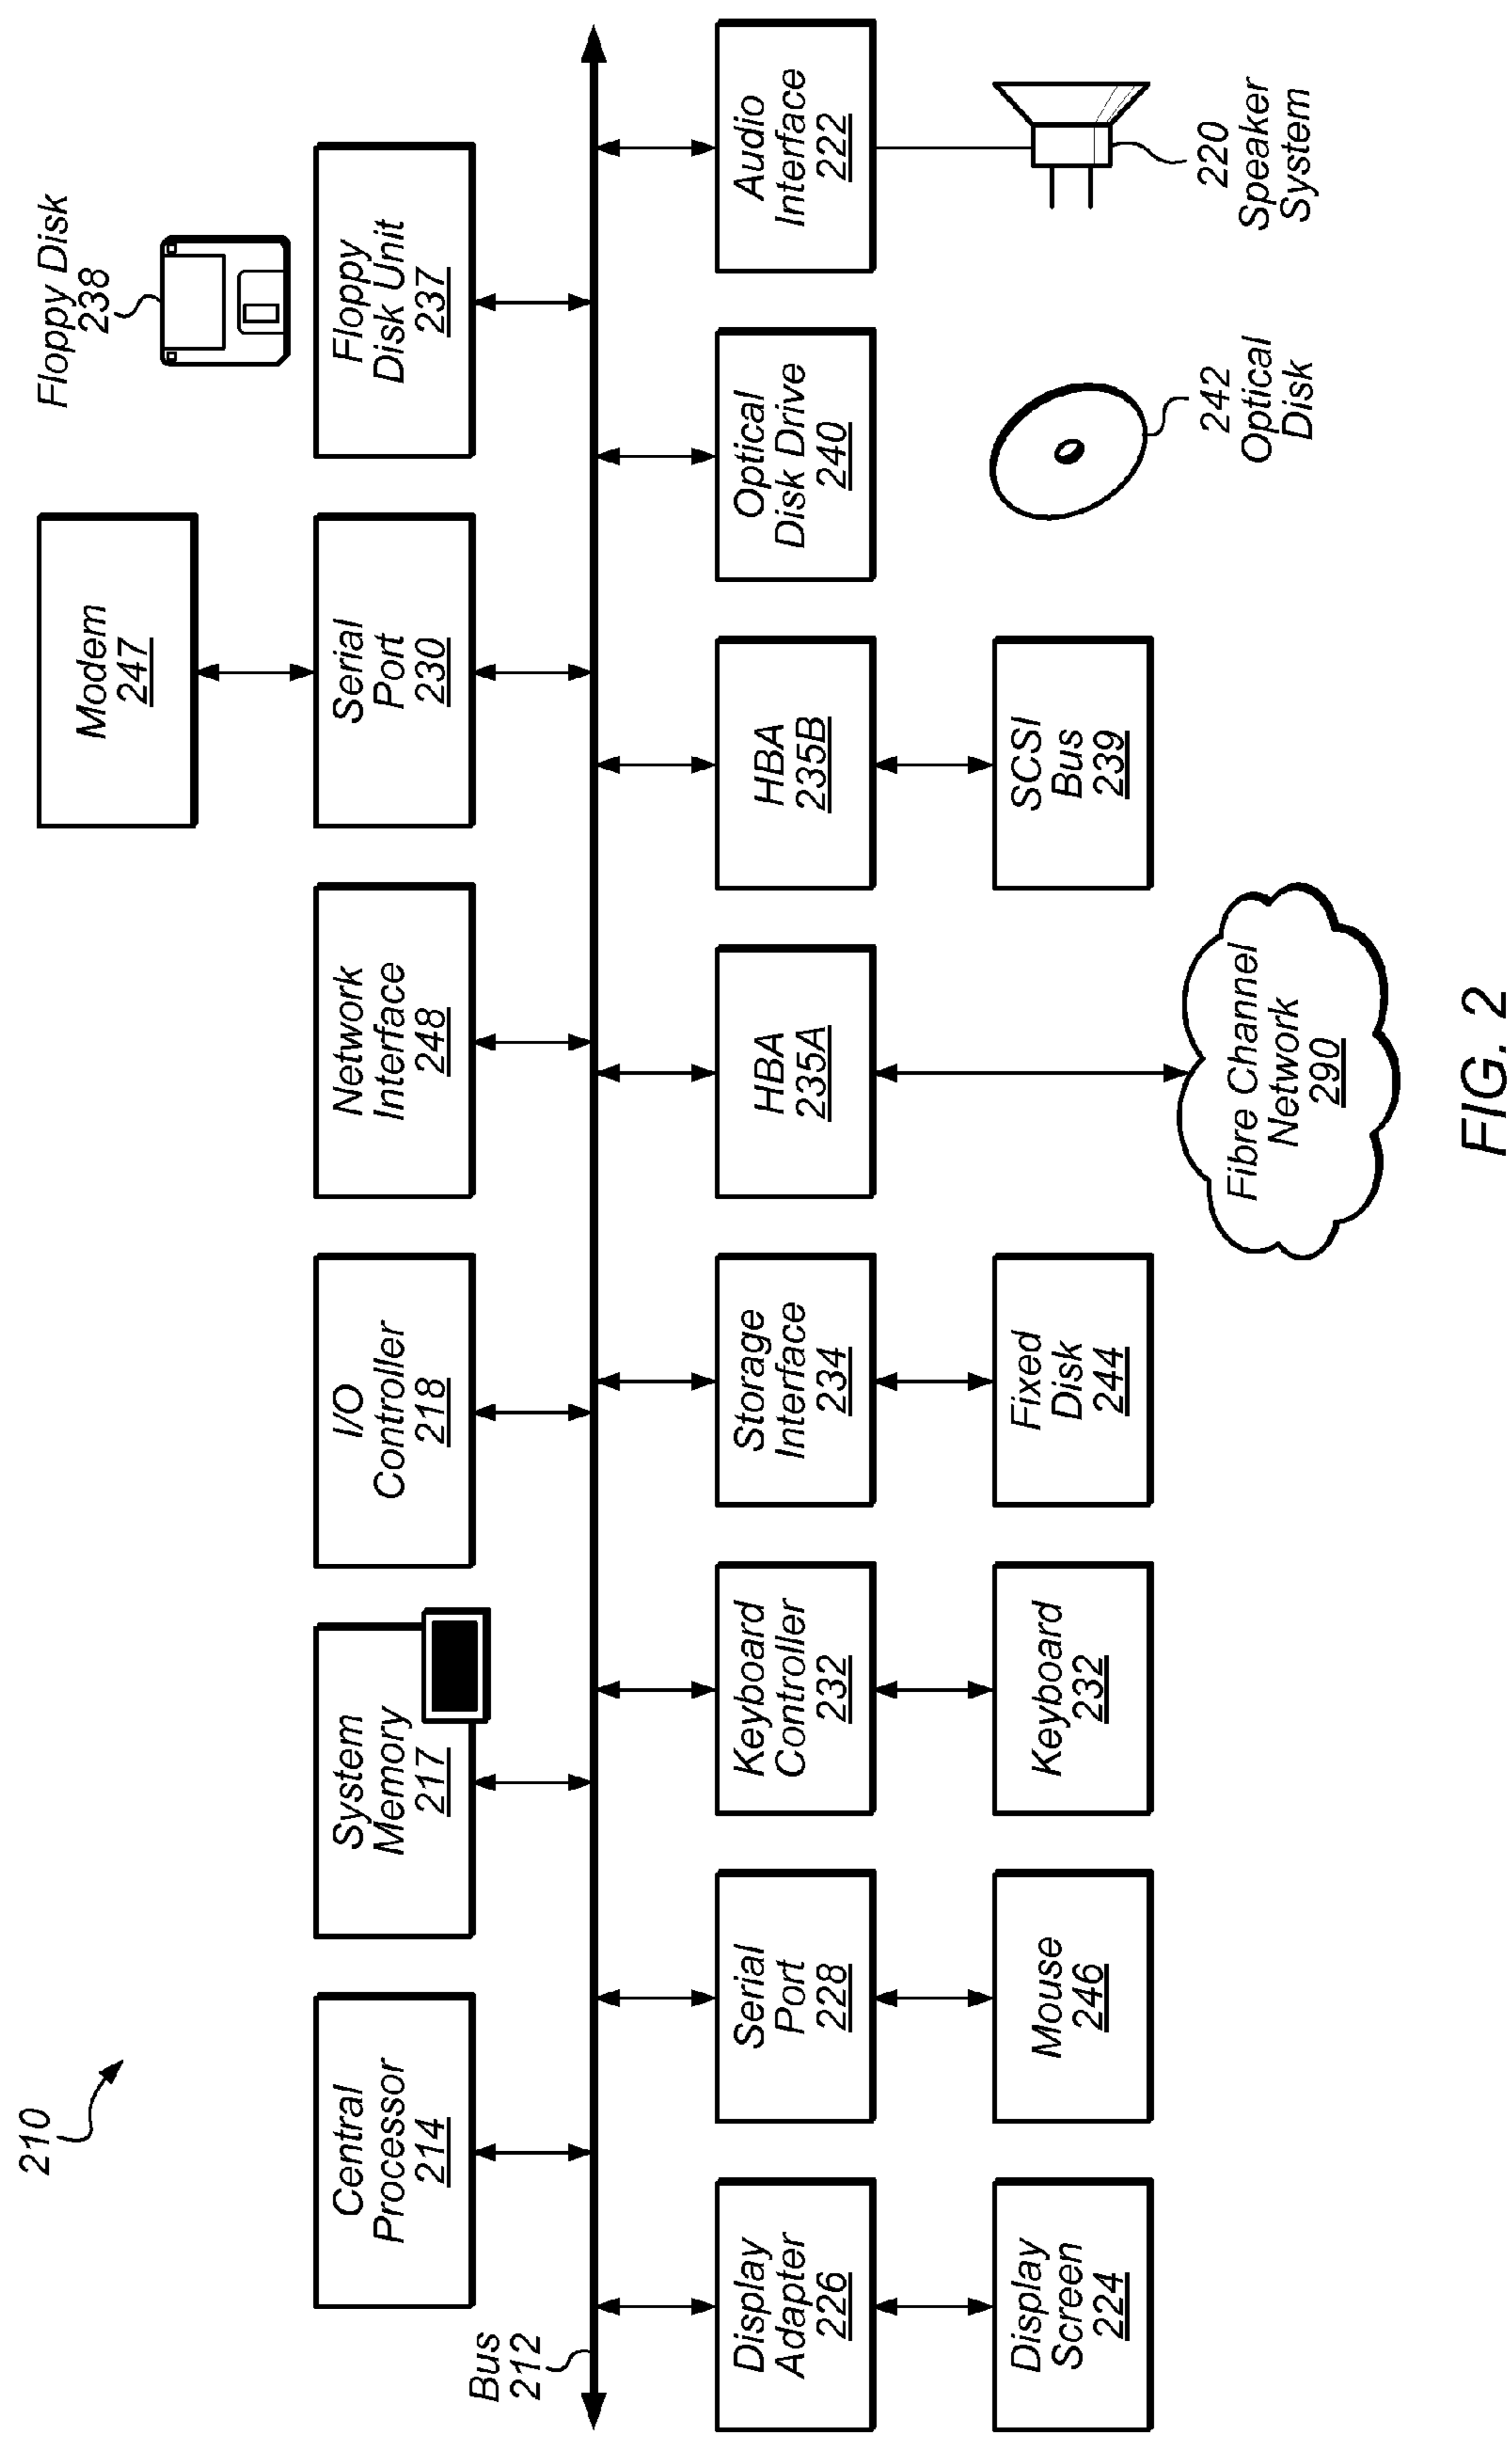 210
Floppy Disk
238
Modem
247
Central
Processor
214
System
Memory
217
I/O
Controller
218
Network
Interface
248
Serial
Port
230
Floppy
Disk Unit
237
Bus
212
Display
Adapter
226
Serial
Port
228
Keyboard
Controller
232
Storage
Interface
234
HBA
235A
HBA
235B
Optical
Disk Drive
240
Audio
Interface
222
Display
Screen
224
Mouse
246
Keyboard
232
Fixed
Disk
244
Fibre Channel
Network
290
SCSI
Bus
239
242
Optical
Disk
220
Speaker
System
FIG. 2